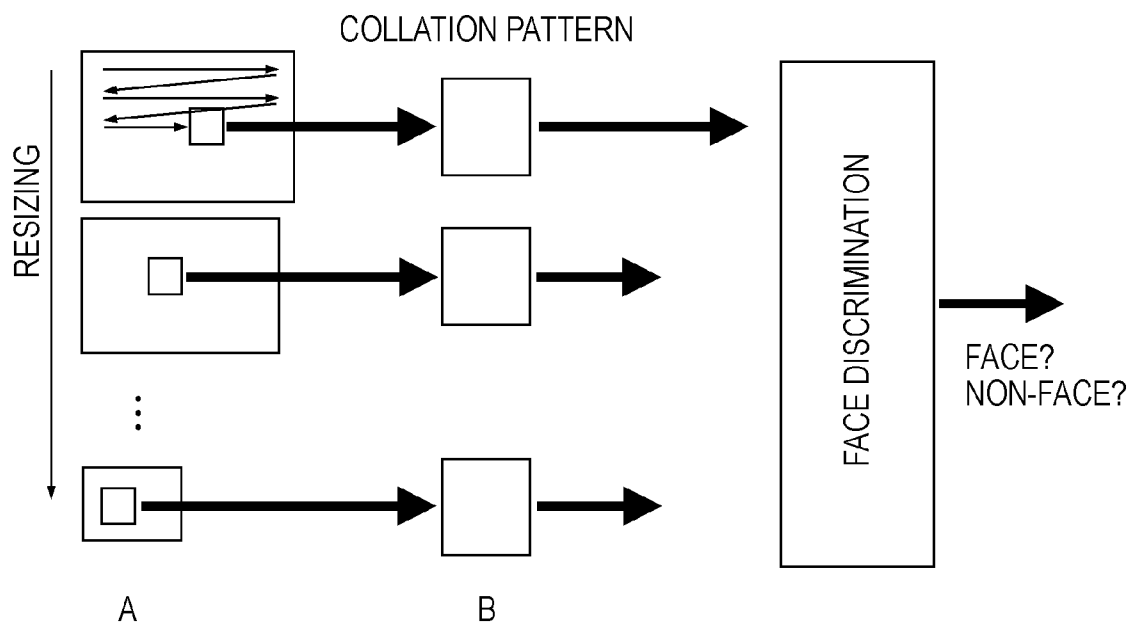 COLLATION PATTERN
RESIZING
FACE DISCRIMINATION
FACE?
NON-FACE?
A
B